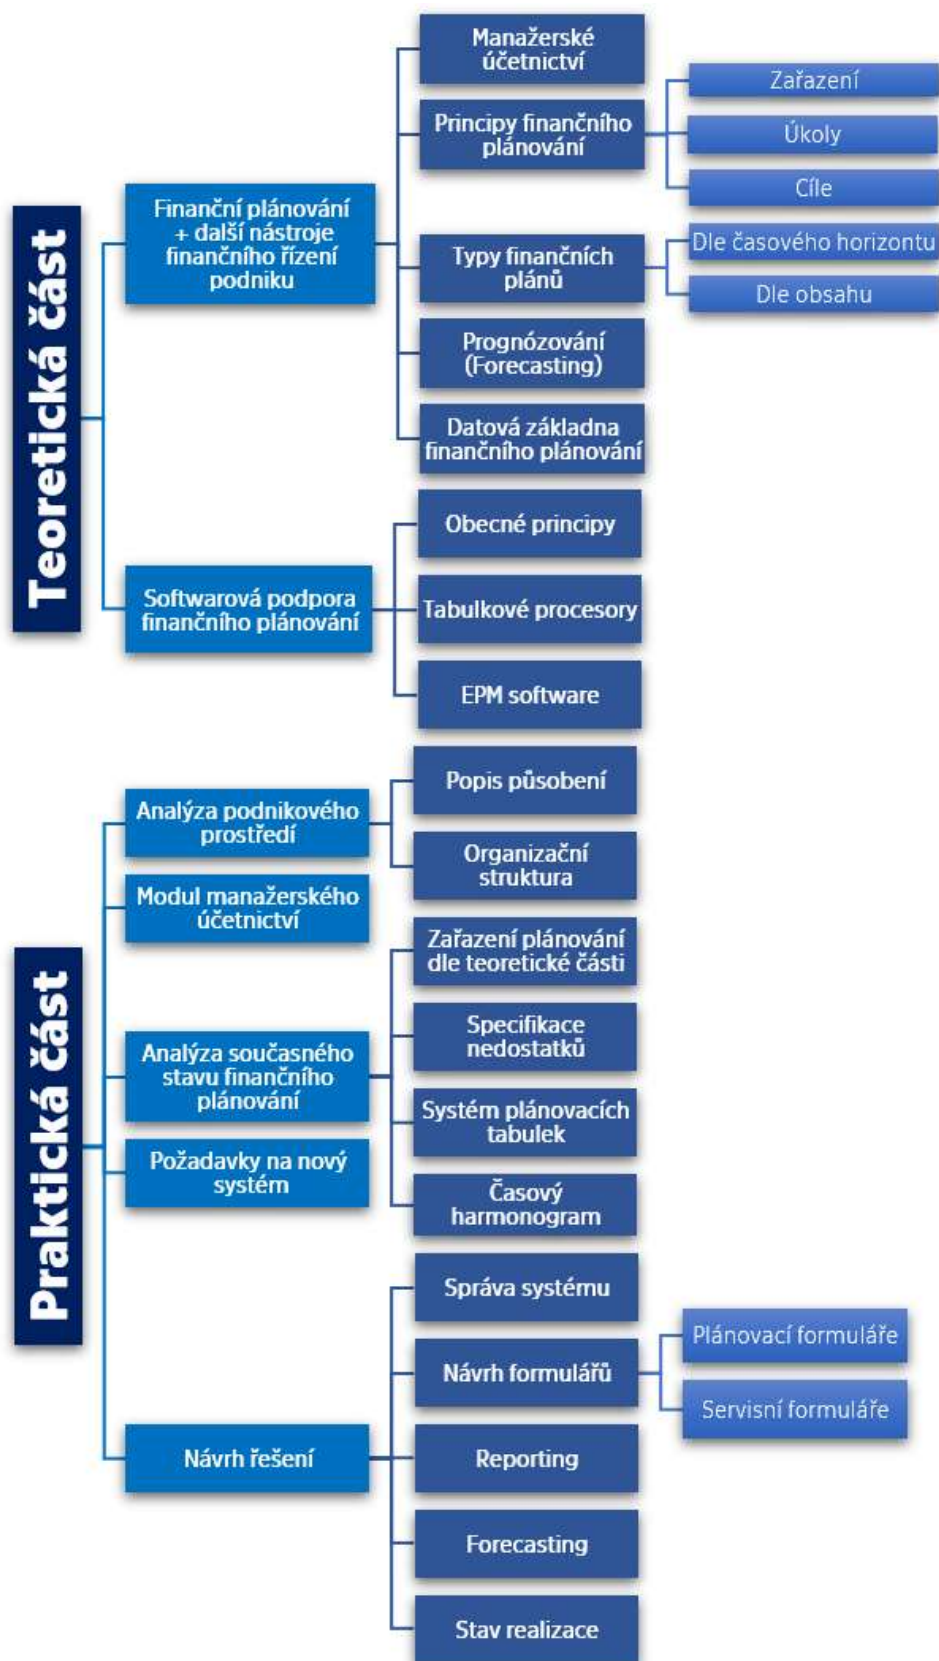 Teoretická část
Finanční plánování
+ další nástroje
finančního řízení
podniku
Manažerské
účetnictví
Principy finančního
plánování
Zařazení
Úkoly
Cíle
Typy finančních
plánů
Dle časového horizontu
Dle obsahu
Prognózování
(Forecasting)
Datová základna
finančního plánování
Softwarová podpora
finančního plánování
Obecné principy
Tabulkové procesory
EPM software
Praktická část
Analýza podnikového
prostředí
Popis působení
Organizační
struktura
Modul manažerského
účetnictví
Analýza současného
stavu finančního
plánování
Zařazení plánování
dle teoretické části
Specifikace
nedostatků
Systém plánovacích
tabulek
Časový
harmonogram
Požadavky na nový
systém
Návrh řešení
Správa systému
Návrh formulářů
Plánovací formuláře
Servisní formuláře
Reporting
Forecasting
Stav realizace